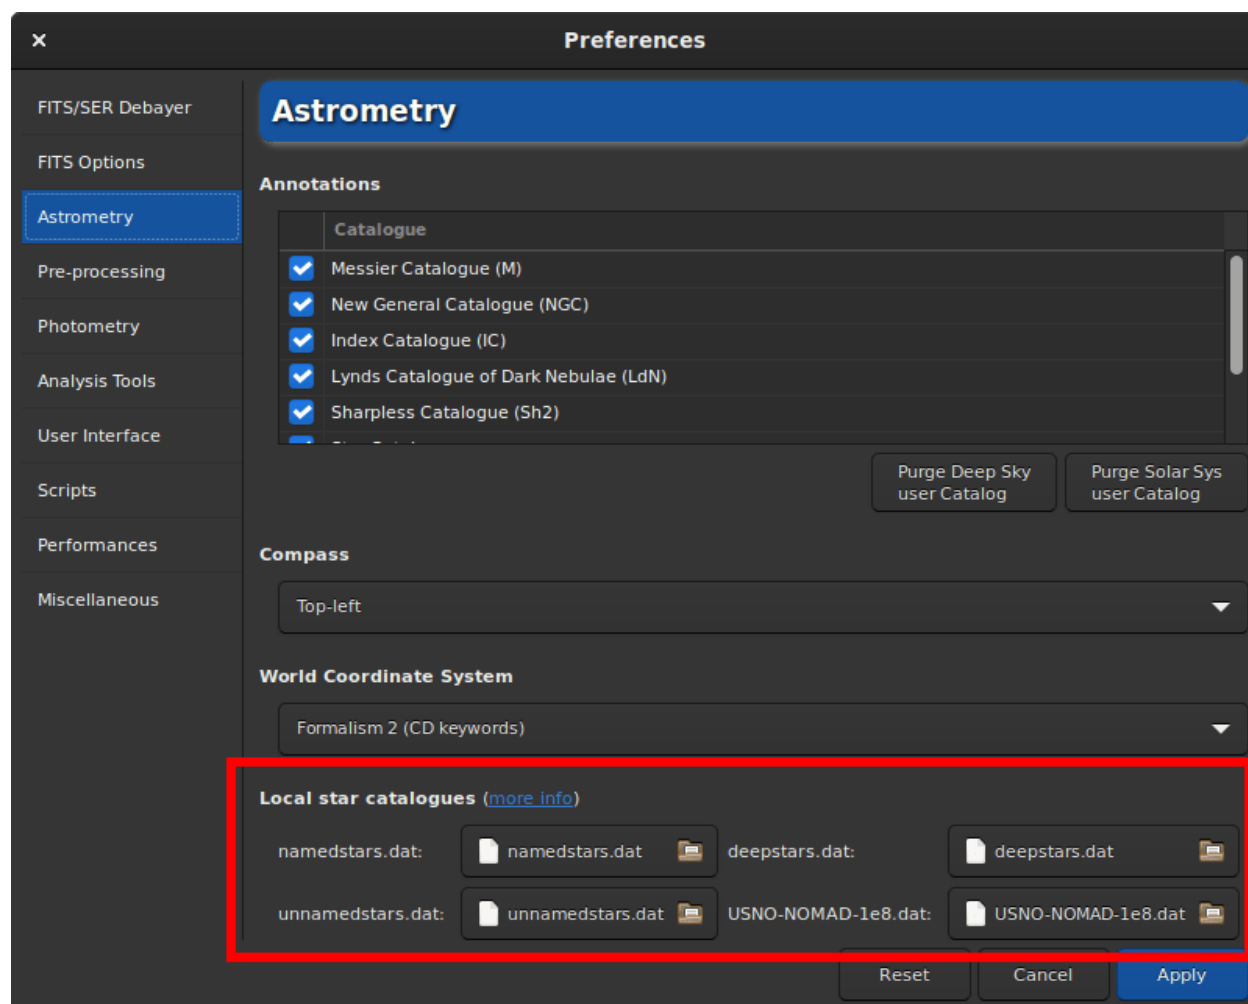 Preferences
FITS/SER Debayer
FITS Options
Astrometry
Pre-processing
Photometry
Analysis Tools
User Interface
Scripts
Performances
Miscellaneous
Astrometry
Annotations
Catalogue
Messier Catalogue (M)
New General Catalogue (NGC)
Index Catalogue (IC)
Lynds Catalogue of Dark Nebulae (LdN)
Sharpless Catalogue (Sh2)
Purge Deep Sky
user Catalog
Purge Solar Sys
user Catalog
Compass
Top-left
World Coordinate System
Formalism 2 (CD keywords)
Local star catalogues (more info)
namedstars.dat: namedstars.dat deepstars.dat: deepstars.dat
unnamedstars.dat: unnamedstars.dat USNO-NOMAD-1e8.dat: USNO-NOMAD-1e8.dat
Reset Cancel Apply